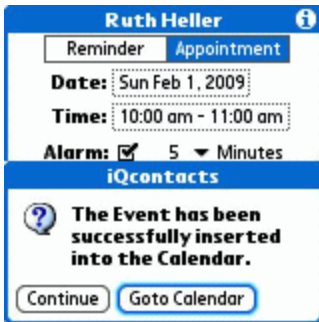 Ruth Heller
Reminder Appointment
Date: Sun Feb 1, 2009
Time: 10:00 am - 11:00 am
Alarm: 5 Minutes
iQcontacts
The Event has been
successfully inserted
into the Calendar.
Continue Goto Calendar